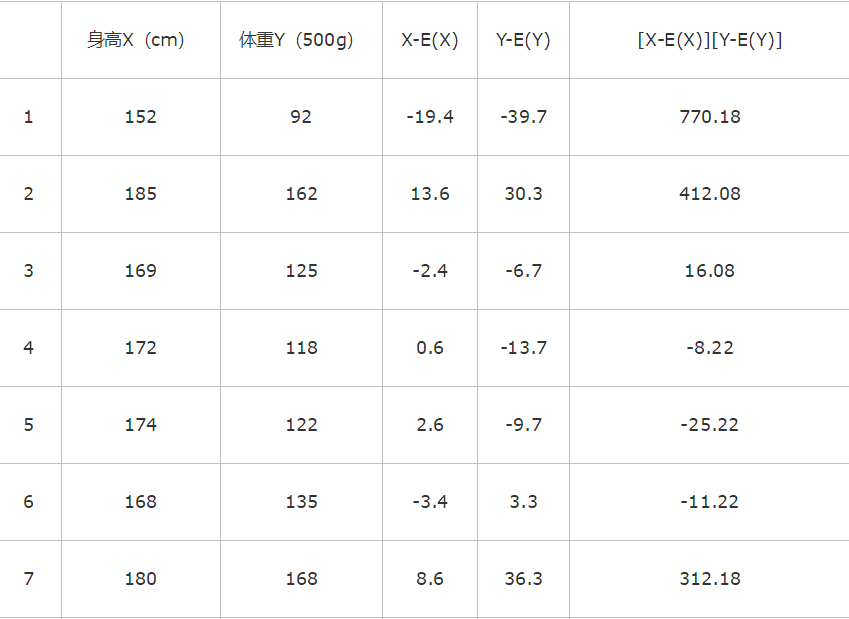 身高X（cm) 体重Y（500g) X-E(X) Y-E(Y) [X-E(X)][Y-E(Y)]
1 152 92 -19.4 -39.7 770.18
2 185 162 13.6 30.3 412.08
3 169 125 -2.4 -6.7 16.08
4 172 118 0.6 -13.7 -8.22
5 174 122 2.6 -9.7 -25.22
6 168 135 -3.4 3.3 -11.22
7 180 168 8.6 36.3 312.18